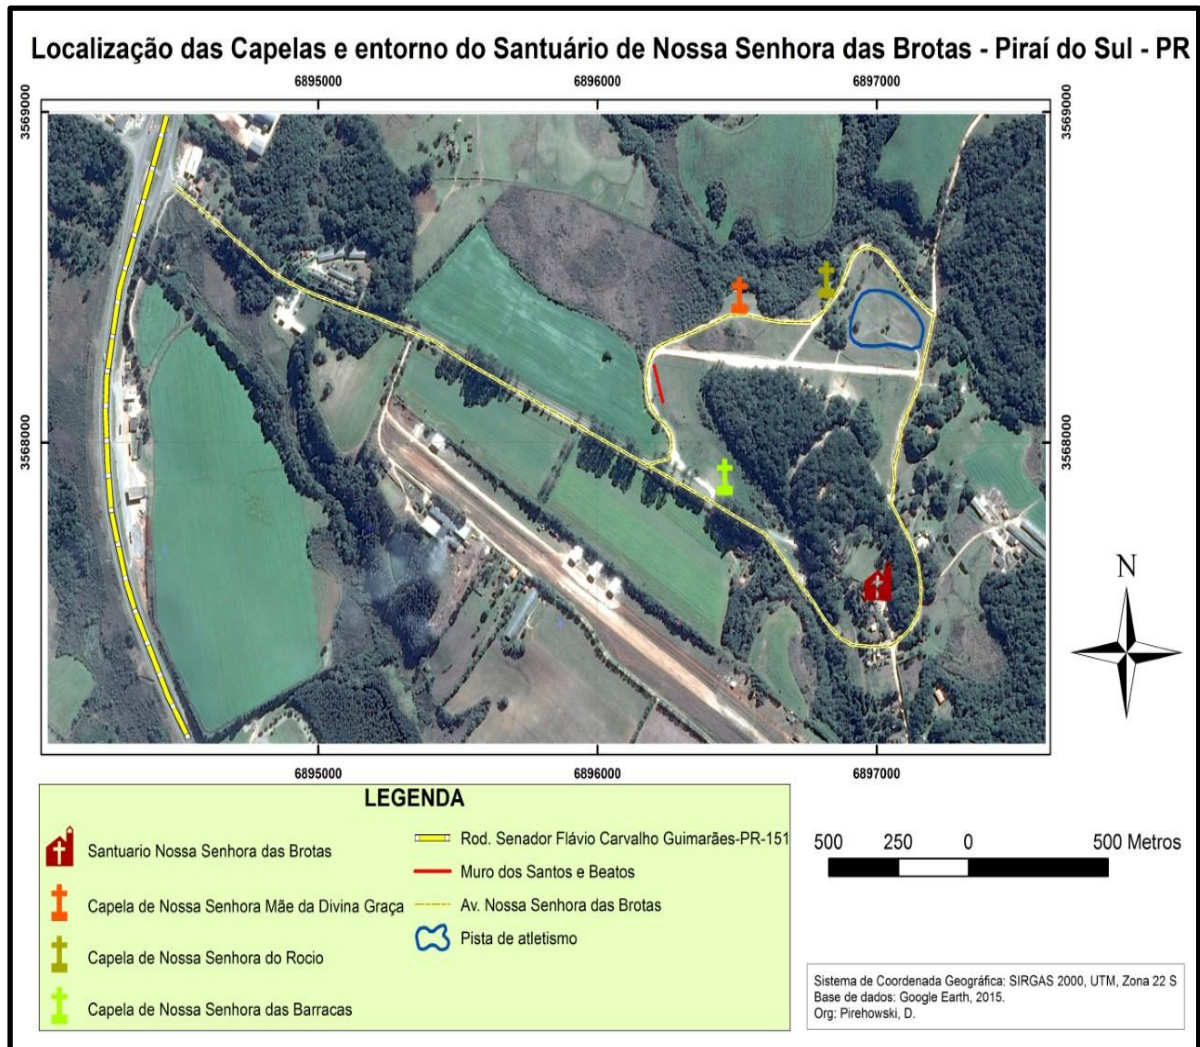 Localização das Capelas e entorno do Santuário de Nossa Senhora das Brotas - Piraí do Sul - PR
6895000 6896000 6897000
3569000 3569000
3568000 3568000
N
6895000 6896000 6897000
LEGENDA
Santuario Nossa Senhora das Brotas
Capela de Nossa Senhora Mãe da Divina Graça
Capela de Nossa Senhora do Rocio
Capela de Nossa Senhora das Barracas
Rod. Senador Flávio Carvalho Guimarães-PR-151
Muro dos Santos e Beatos
Av. Nossa Senhora das Brotas
Pista de atletismo
500 250 0 500 Metros
Sistema de Coordenada Geográfica: SIRGAS 2000, UTM, Zona 22 S
Base de dados: Google Earth, 2015.
Org: Pirehowski, D.